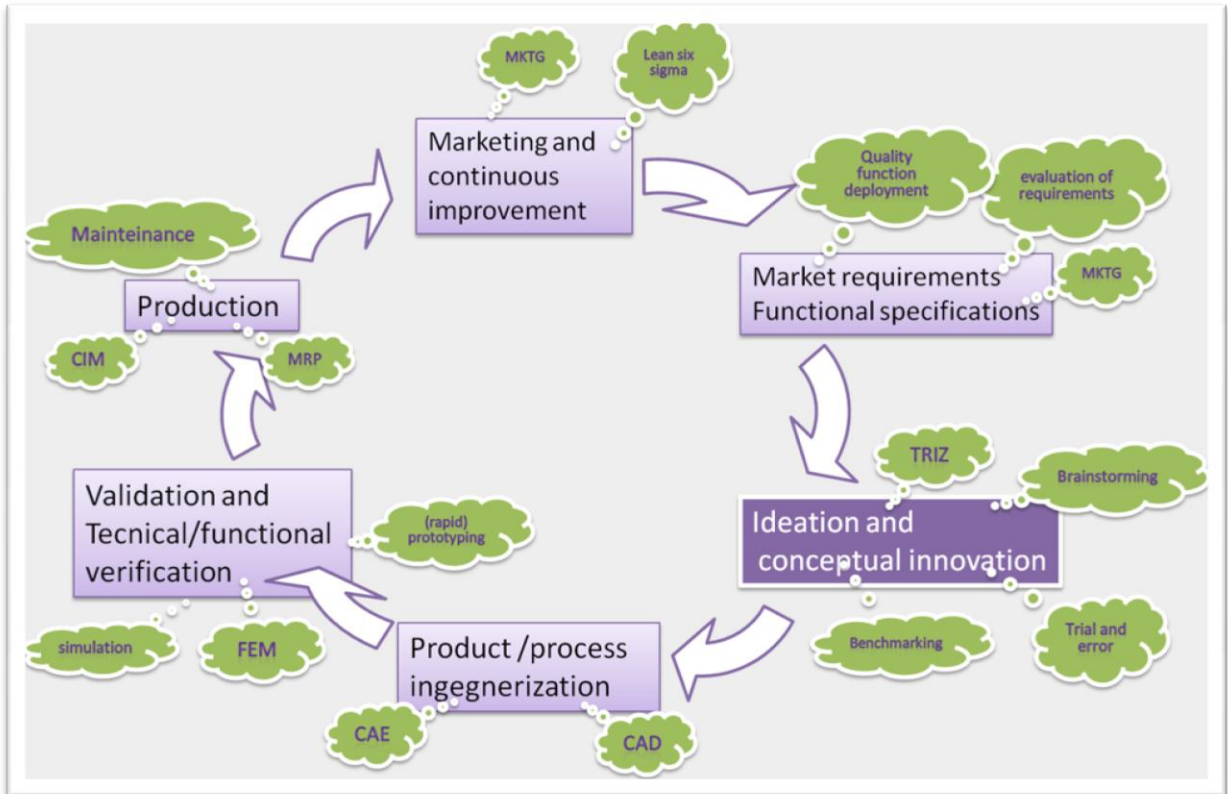 MKTG
Lean six
sigma
Marketing and
continuous
improvement
Quality
function
deployment
evaluation of
requirements
MKTG
Market requirements
Functional specifications
TRIZ
Brainstorming
Ideation and
conceptual innovation
Benchmarking
Trial and
error
Product /process
ingegnerization
CAE
CAD
Validation and
Tecnical/functional
verification
(rapid)
prototyping
simulation
FEM
Mainteinance
Production
CIM
MRP